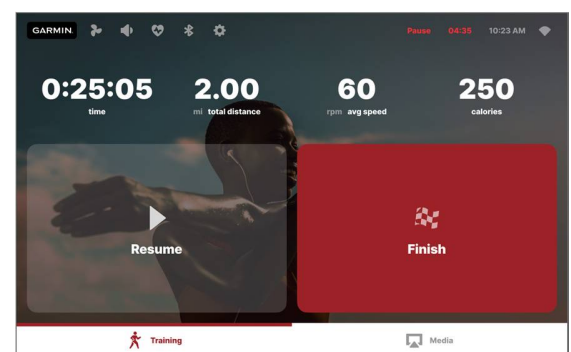 GARMIN.
Pause 04:35 10:23 AM
0:25:05 2.00 60 250
time mi total distance rpm avg speed calories
Resume Finish
Training Media